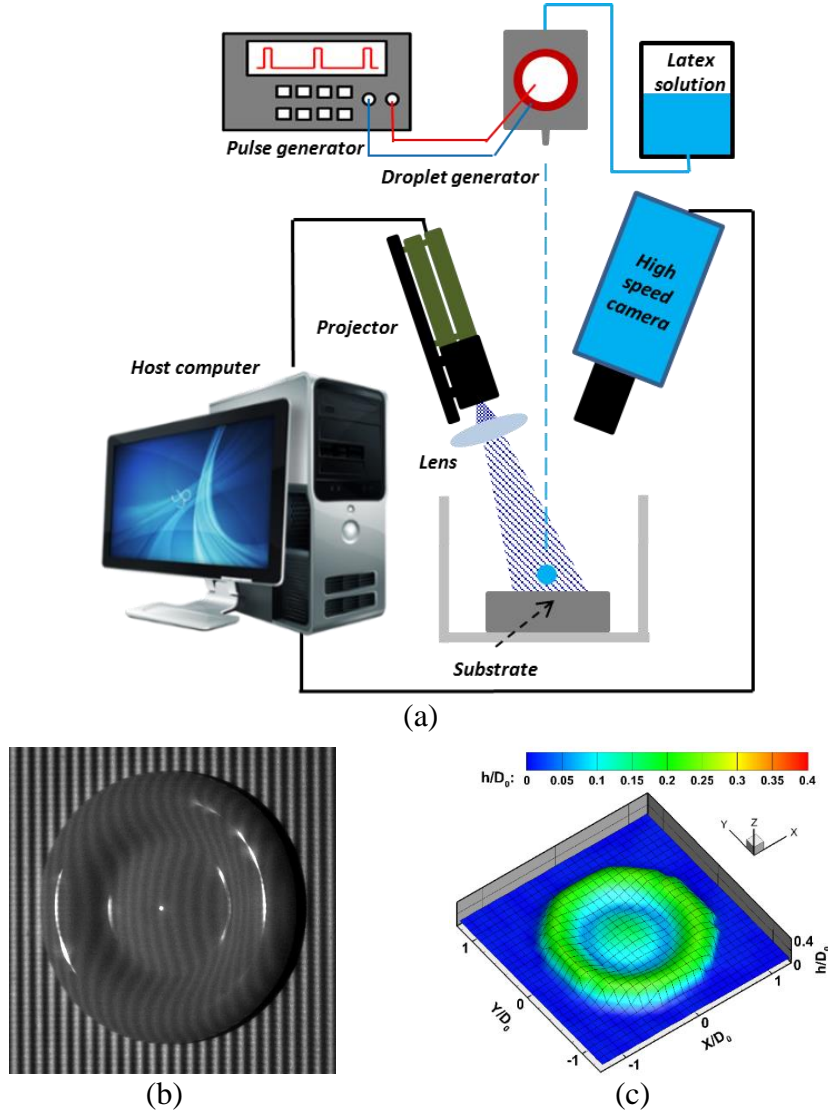 Latex
solution
Pulse generator
Droplet generator
High
speed
camera
Projector
Host computer
Lens
Substrate
(a)
h/D₀: 0 0.05 0.1 0.15 0.2 0.25 0.3 0.35 0.4
Y Z X
0.4
0
h/D₀
1
0
-1
Y/D₀
1
0
-1
X/D₀
(b)
(c)